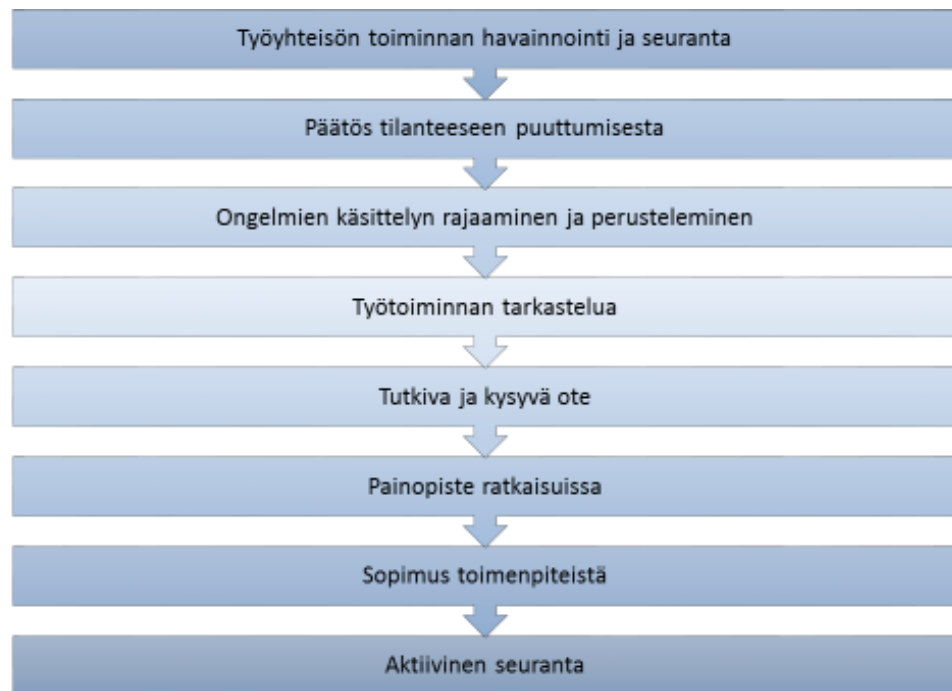 Työyhteisön toiminnan havainnointi ja seuranta
Päätös tilanteeseen puuttumisesta
Ongelmien käsittelyn rajaaminen ja perusteleminen
Työtoiminnan tarkastelua
Tutkiva ja kysyvä ote
Painopiste ratkaisuissa
Sopimus toimenpiteistä
Aktiivinen seuranta